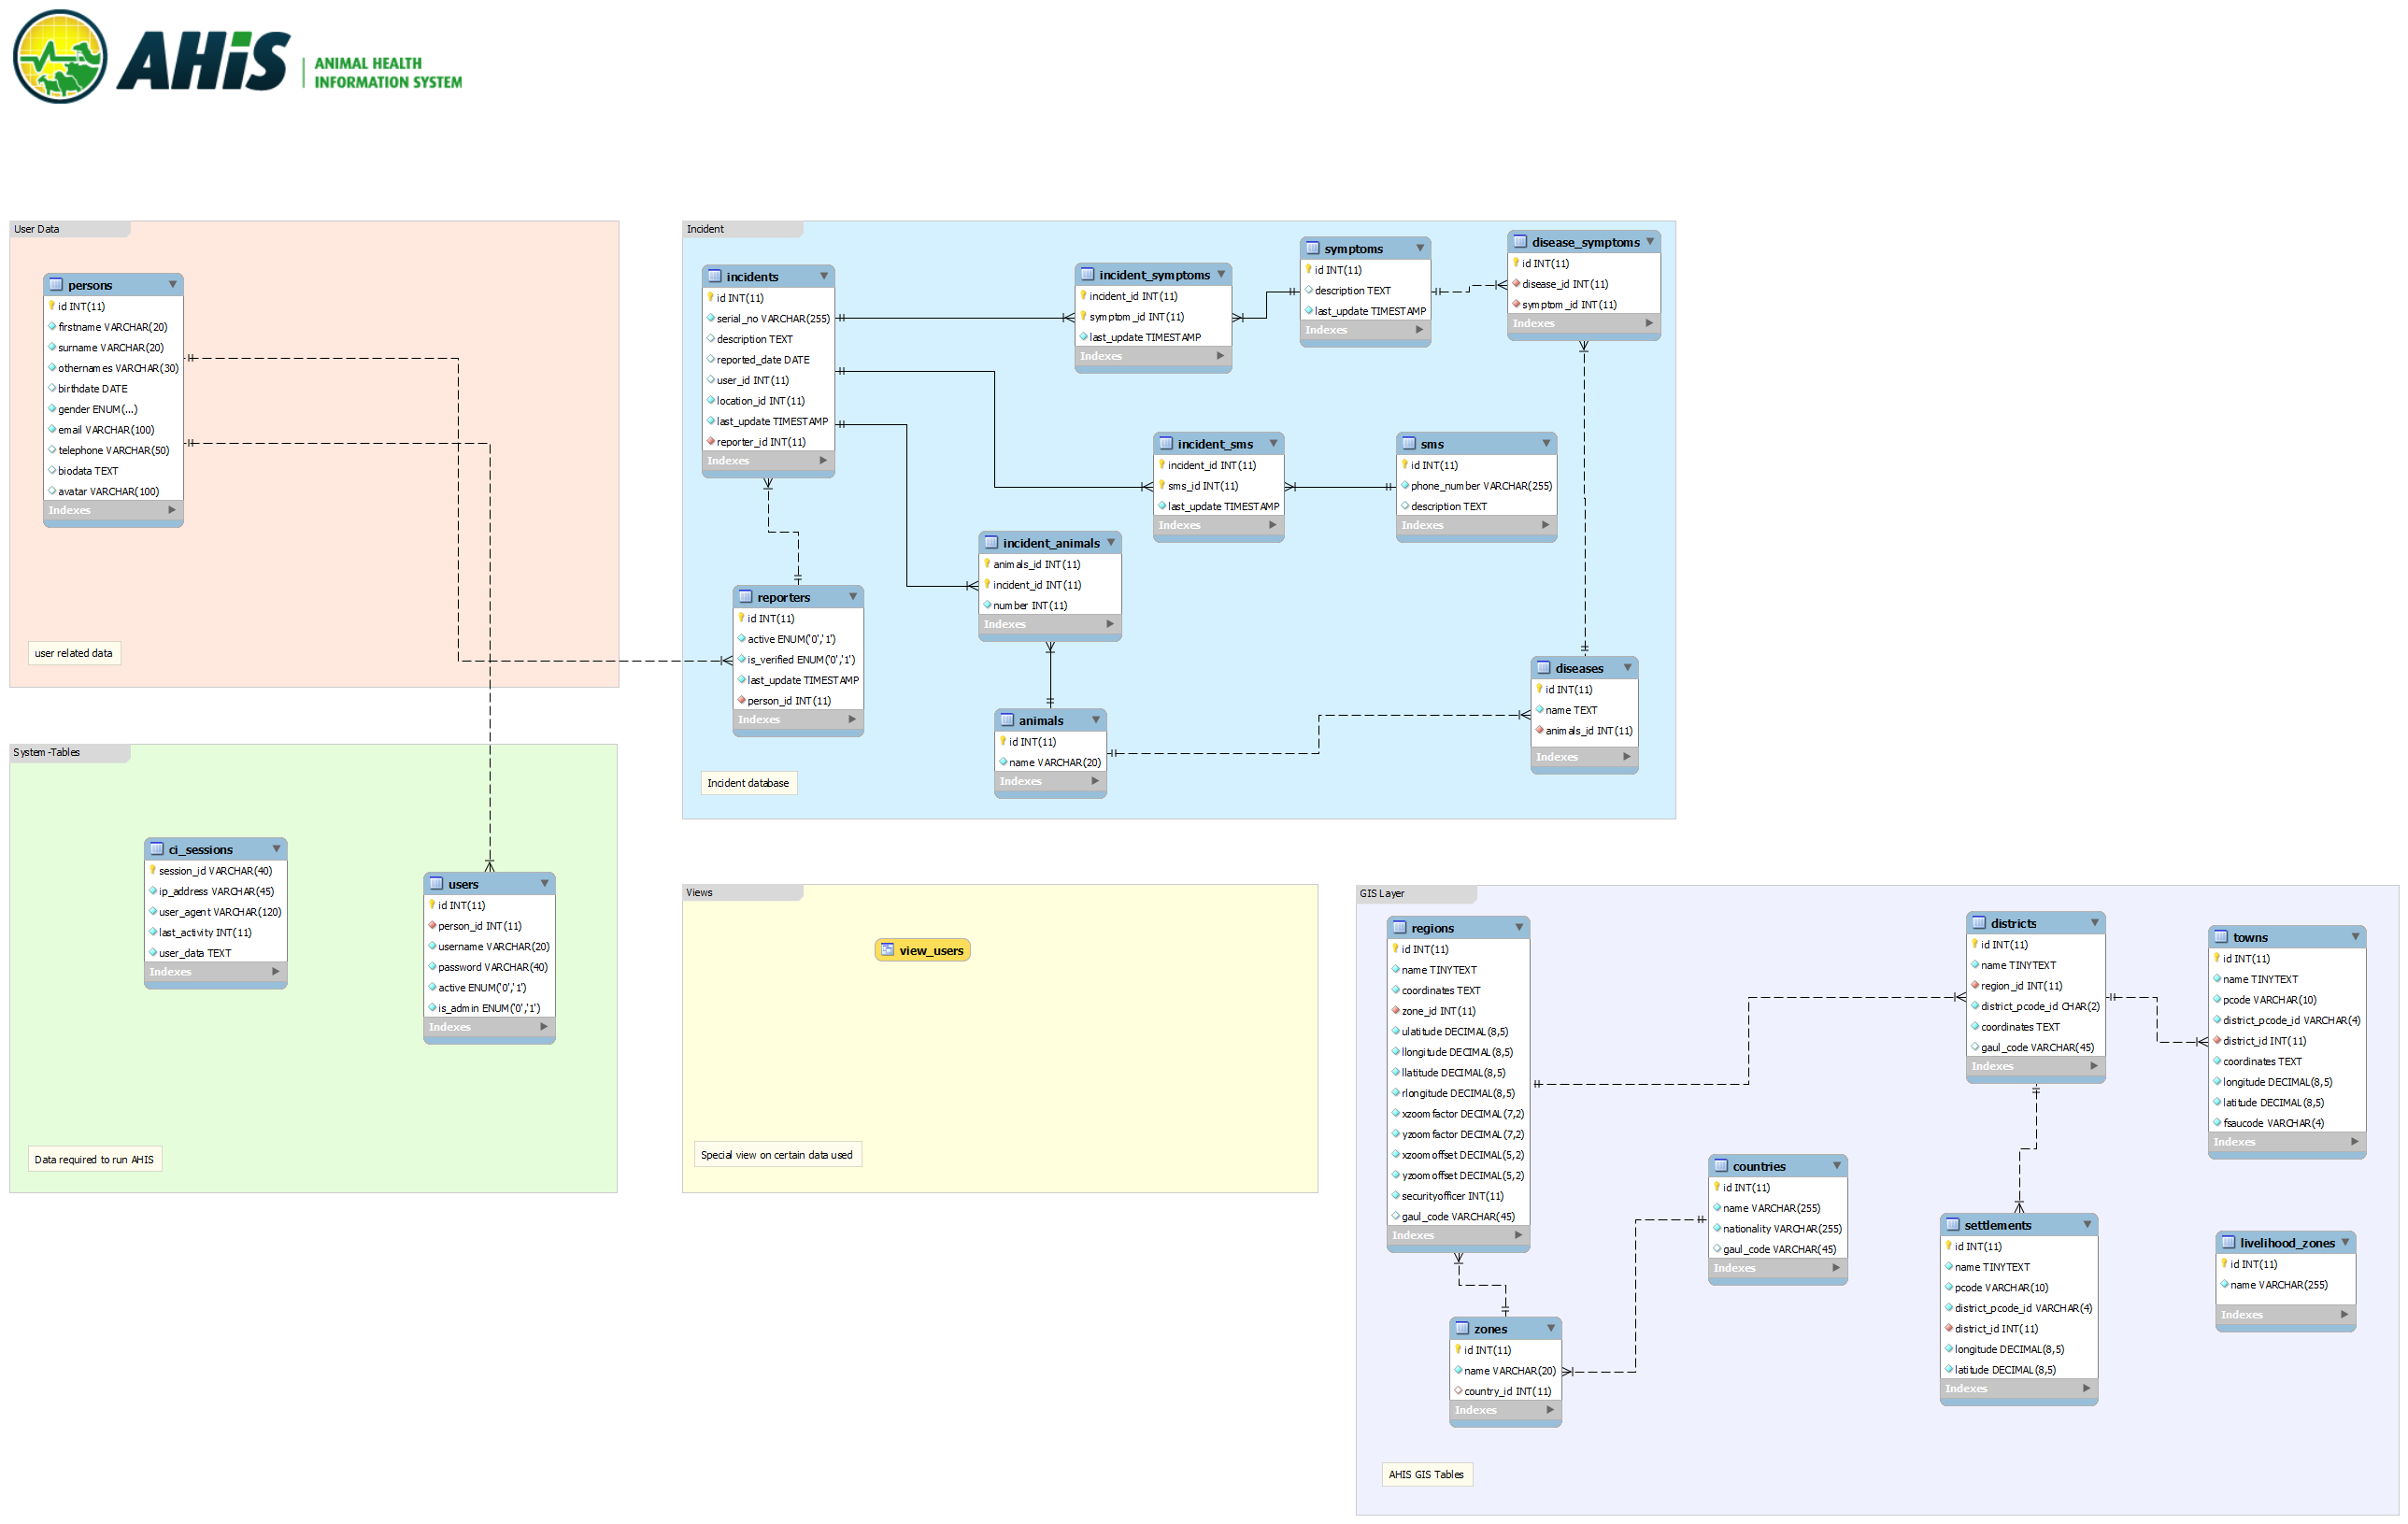 AHiS
ANIMAL HEALTH
INFORMATION SYSTEM
User Data
persons
id INT(11)
firstname VARCHAR(20)
surname VARCHAR(20)
othernames VARCHAR(30)
birthdate DATE
gender ENUM(...)
email VARCHAR(100)
telephone VARCHAR(50)
biodata TEXT
avatar VARCHAR(100)
Indexes
user related data
Incident
incidents
id INT(11)
serial_no VARCHAR(255)
description TEXT
reported_date DATE
user_id INT(11)
location_id INT(11)
last_update TIMESTAMP
reporter_id INT(11)
Indexes
incident_symptoms
incident_id INT(11)
symptom_id INT(11)
last_update TIMESTAMP
Indexes
symptoms
id INT(11)
description TEXT
last_update TIMESTAMP
Indexes
disease_symptoms
id INT(11)
disease_id INT(11)
symptom_id INT(11)
Indexes
incident_sms
incident_id INT(11)
sms_id INT(11)
last_update TIMESTAMP
Indexes
sms
id INT(11)
phone_number VARCHAR(255)
description TEXT
Indexes
incident_animals
animals_id INT(11)
incident_id INT(11)
number INT(11)
Indexes
reporters
id INT(11)
active ENUM('0','1')
is_verified ENUM('0','1')
last_update TIMESTAMP
person_id INT(11)
Indexes
animals
id INT(11)
name VARCHAR(20)
Indexes
diseases
id INT(11)
name TEXT
animals_id INT(11)
Indexes
Incident database
System-Tables
ci_sessions
session_id VARCHAR(40)
ip_address VARCHAR(45)
user_agent VARCHAR(120)
last_activity INT(11)
user_data TEXT
Indexes
users
id INT(11)
person_id INT(11)
username VARCHAR(20)
password VARCHAR(40)
active ENUM('0','1')
is_admin ENUM('0','1')
Indexes
Data required to run AHIS
Views
view_users
Special view on certain data used
GIS Layer
regions
id INT(11)
name TINYTEXT
coordinates TEXT
zone_id INT(11)
ulatitude DECIMAL(8,5)
llongitude DECIMAL(8,5)
llatitude DECIMAL(8,5)
rlongitude DECIMAL(8,5)
xzoomfactor DECIMAL(7,2)
yzoomfactor DECIMAL(7,2)
xzoomoffset DECIMAL(5,2)
yzoomoffset DECIMAL(5,2)
securityofficer INT(11)
gaul_code VARCHAR(45)
Indexes
districts
id INT(11)
name TINYTEXT
region_id INT(11)
district_pcode_id CHAR(2)
coordinates TEXT
gaul_code VARCHAR(45)
Indexes
towns
id INT(11)
name TINYTEXT
pcode VARCHAR(10)
district_pcode_id VARCHAR(4)
district_id INT(11)
coordinates TEXT
longitude DECIMAL(8,5)
latitude DECIMAL(8,5)
fsaucode VARCHAR(4)
Indexes
countries
id INT(11)
name VARCHAR(255)
nationality VARCHAR(255)
gaul_code VARCHAR(45)
Indexes
settlements
id INT(11)
name TINYTEXT
pcode VARCHAR(10)
district_pcode_id VARCHAR(4)
district_id INT(11)
longitude DECIMAL(8,5)
latitude DECIMAL(8,5)
Indexes
livelihood_zones
id INT(11)
name VARCHAR(255)
Indexes
zones
id INT(11)
name VARCHAR(20)
country_id INT(11)
Indexes
AHIS GIS Tables